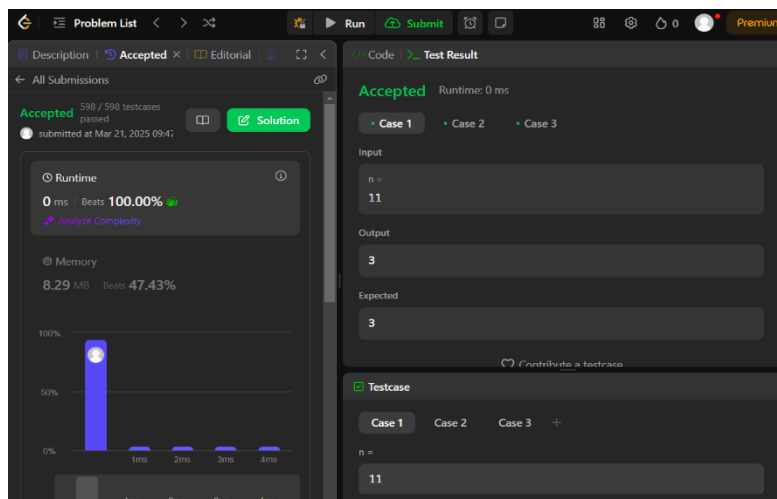 Problem List
Run
Submit
0
Premium
Description
Accepted
Editorial
All Submissions
Accepted 598 / 598 testcases passed
submitted at Mar 21, 2025 09:47
Solution
Runtime
0 ms Beats 100.00%
Analyze Complexity
Memory
8.29 MB Beats 47.43%
100%
50%
0%
1ms 2ms 3ms 4ms
Code
Test Result
Accepted Runtime: 0 ms
Case 1 Case 2 Case 3
Input
n =
11
Output
3
Expected
3
Contribute a testcase
Testcase
Case 1 Case 2 Case 3 +
n =
11